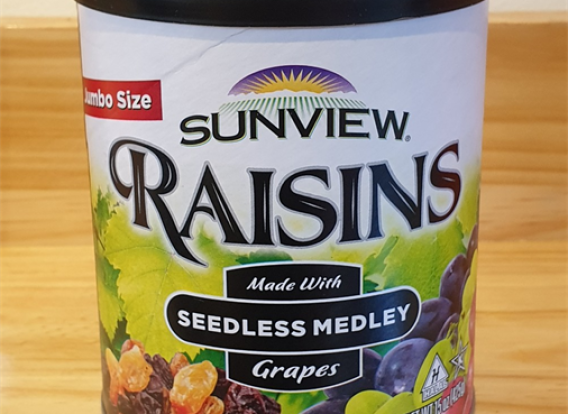 Jumbo Size
SUNVIEW®
RAISINS
Made With
SEEDLESS MEDLEY
Grapes